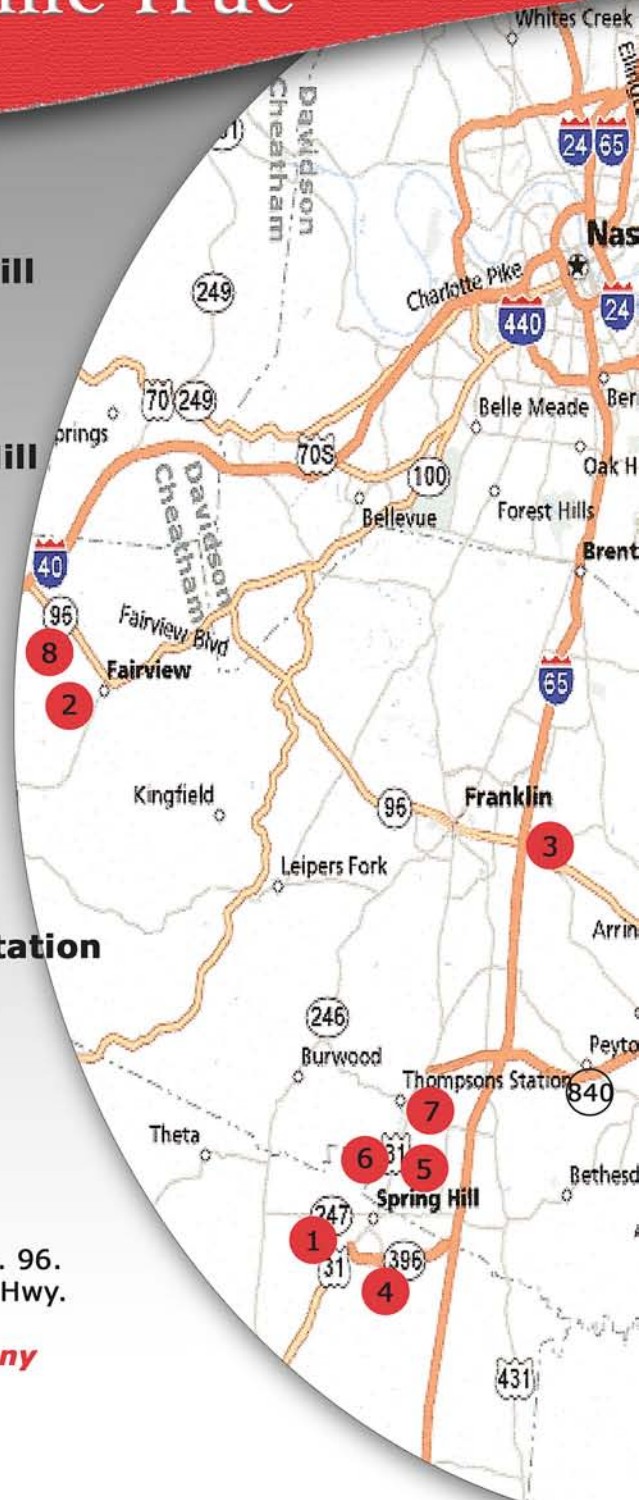 Whites Creek
Davidson
Cheatham
24
65
ill
249
Nas
Charlotte Pike
440
24
70
249
Belle Meade
Ber
prings
ill
70S
100
Oak H
Bellevue
Forest Hills
Davidson
Cheatham
Brent
40
96
Fairview Blvd
8
Fairview
65
2
Kingfield
96
Franklin
3
Leipers Fork
Arrin
tation
246
Burwood
Peyto
Thompsons Station
840
7
Theta
6
31
5
Bethesd
Spring Hill
247
1
31
396
4
. 96.
Hwy.
ny
431